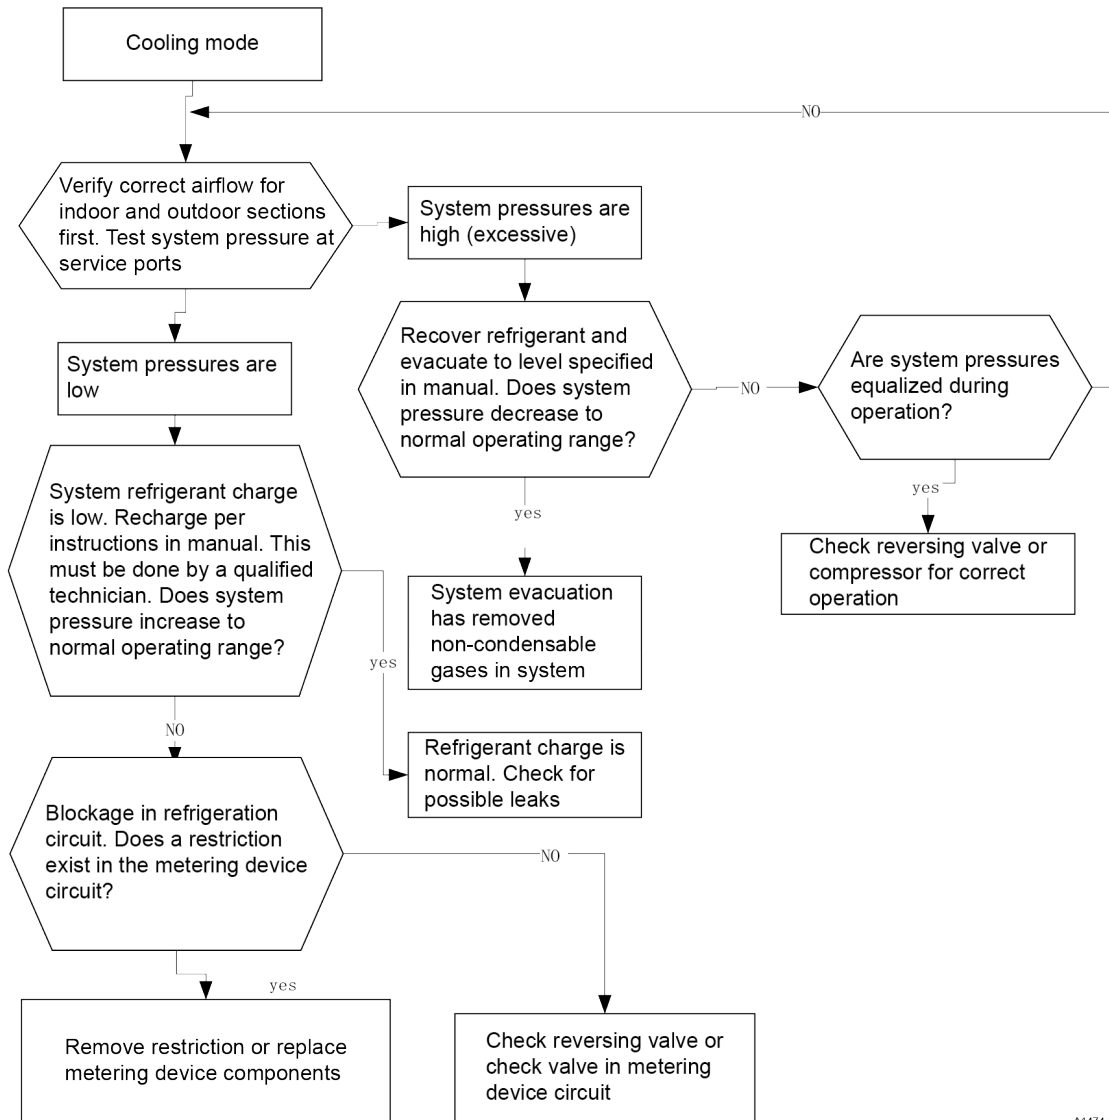 Cooling mode
NO
Verify correct airflow for
indoor and outdoor sections
first. Test system pressure at
service ports
System pressures are
high (excessive)
System pressures are
low
Recover refrigerant and
evacuate to level specified
in manual. Does system
pressure decrease to
normal operating range?
NO
Are system pressures
equalized during
operation?
yes
Check reversing valve or
compressor for correct
operation
yes
System evacuation
has removed
non-condensable
gases in system
System refrigerant charge
is low. Recharge per
instructions in manual. This
must be done by a qualified
technician. Does system
pressure increase to
normal operating range?
yes
Refrigerant charge is
normal. Check for
possible leaks
NO
Blockage in refrigeration
circuit. Does a restriction
exist in the metering device
circuit?
NO
yes
Remove restriction or replace
metering device components
Check reversing valve or
check valve in metering
device circuit